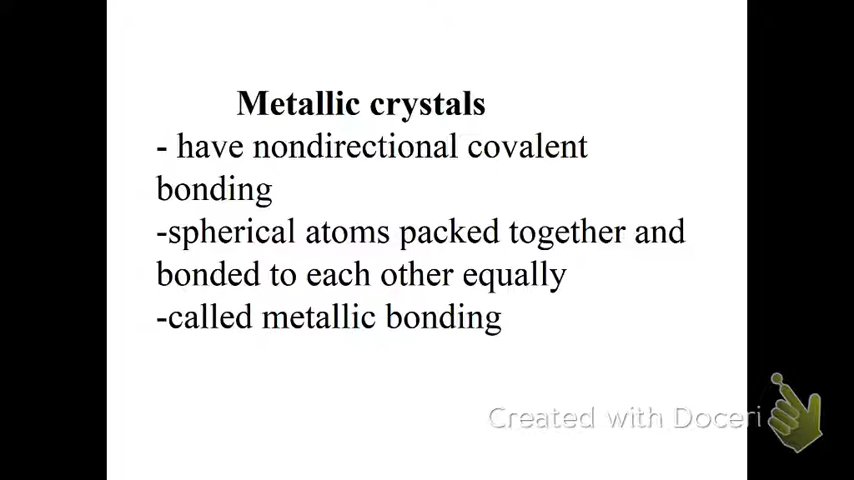 Metallic crystals
- have nondirectional covalent
bonding
-spherical atoms packed together and
bonded to each other equally
-called metallic bonding
Created with Doceri